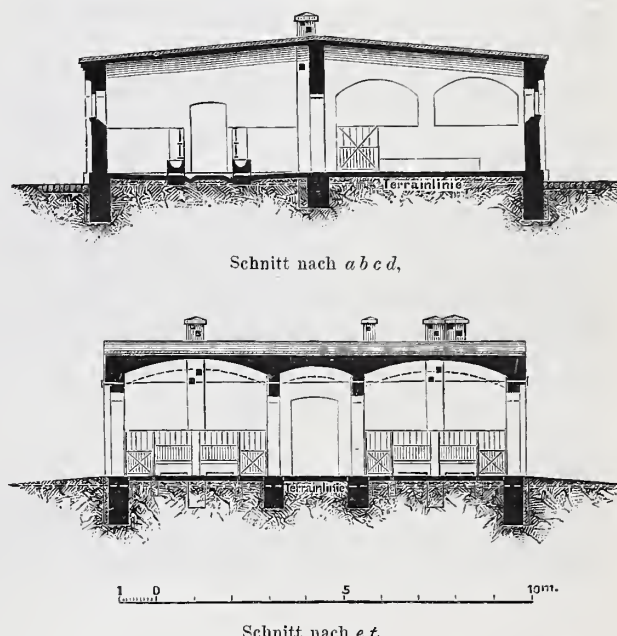 Terrainlinie
Schnitt nach a b c d,
Terrainlinie
1 0 5 10m.
Schnitt nach e f.